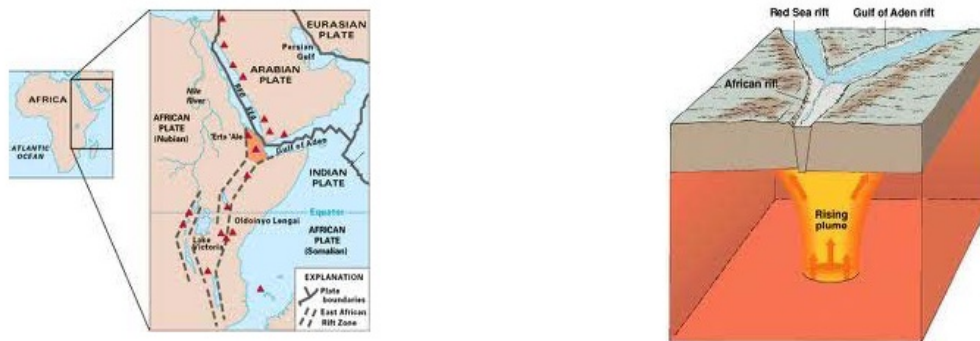 AFRICA
ATLANTIC
OCEAN
EURASIAN
PLATE
Persian
Gulf
ARABIAN
PLATE
Nile
River
RED SEA
AFRICAN
PLATE
(Nubian)
'Erta 'Ale
Gulf of Aden
INDIAN
PLATE
Equator
Oldoinyo Lengai
Lake
Victoria
AFRICAN
PLATE
(Somalian)
EXPLANATION
Plate
boundaries
East African
Rift Zone
Red Sea rift
Gulf of Aden rift
African rift
Rising
plume